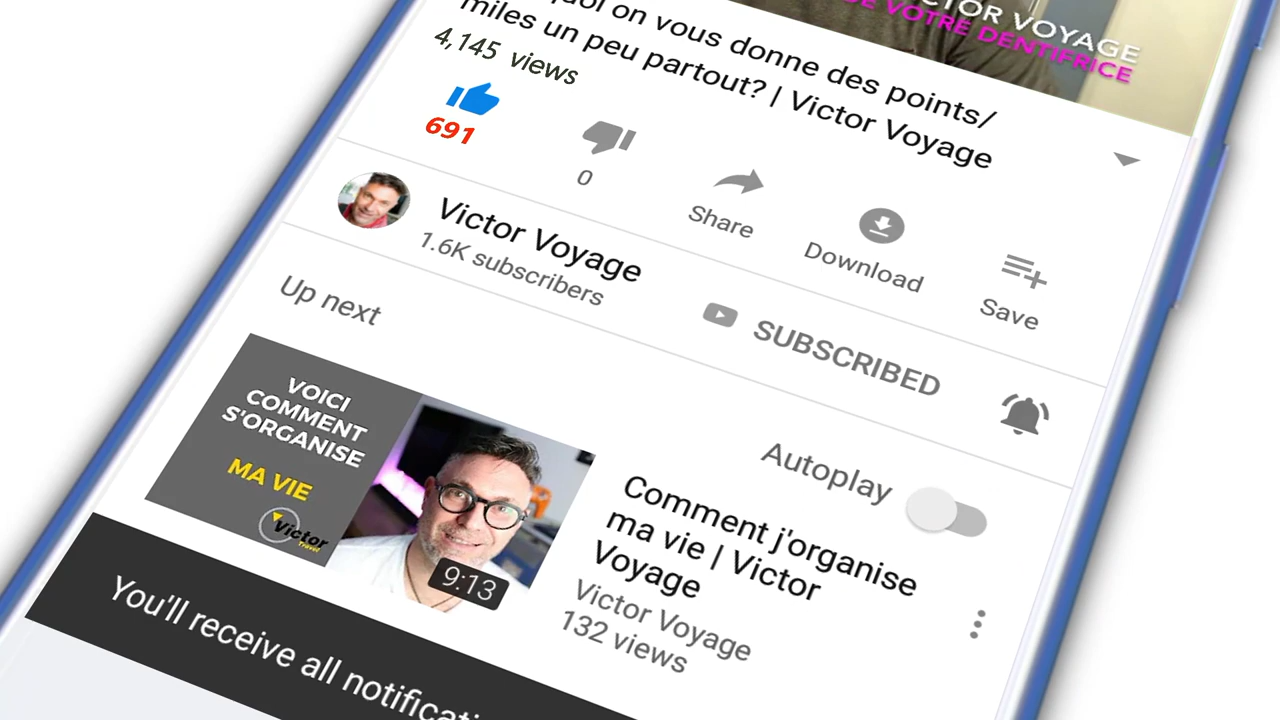 CTOR VOYAGE
DE VOTRE DENTIFRICE
on vous donne des points/
miles un peu partout? | Victor Voyage
4,145 views
691
0
Share
Download
Save
Victor Voyage
1.6K subscribers
SUBSCRIBED
Up next
Autoplay
VOICI
COMMENT
S'ORGANISE
MA VIE
Victor
Travel
9:13
Comment j'organise
ma vie | Victor
Voyage
Victor Voyage
132 views
You'll receive all notificati